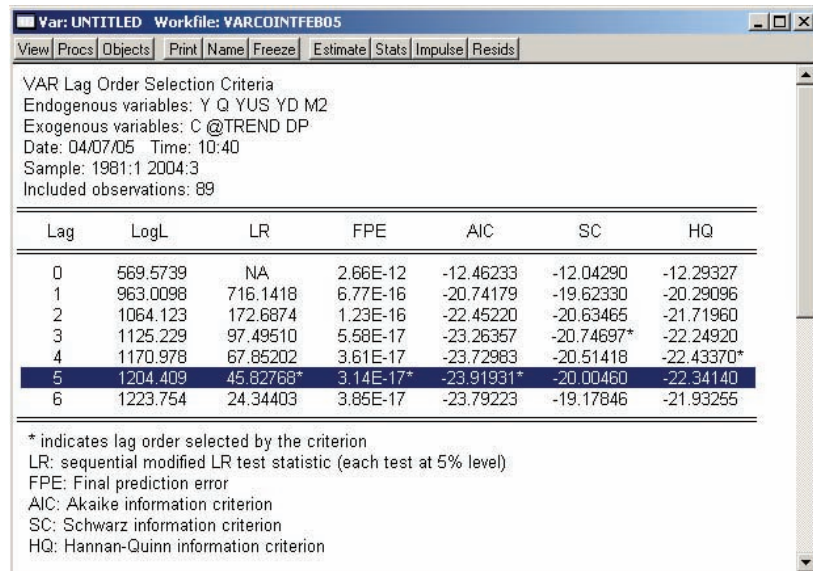 Var: UNTITLED Workfile: VARCOINTFEB05
View Procs Objects Print Name Freeze Estimate Stats Impulse Resids
VAR Lag Order Selection Criteria
Endogenous variables: Y Q YUS YD M2
Exogenous variables: C @TREND DP
Date: 04/07/05 Time: 10:40
Sample: 1981:1 2004:3
Included observations: 89
Lag LogL LR FPE AIC SC HQ
0 569.5739 NA 2.66E-12 -12.46233 -12.04290 -12.29327
1 963.0098 716.1418 6.77E-16 -20.74179 -19.62330 -20.29096
2 1064.123 172.6874 1.23E-16 -22.45220 -20.63465 -21.71960
3 1125.229 97.49510 5.58E-17 -23.26357 -20.74697* -22.24920
4 1170.978 67.85202 3.61E-17 -23.72983 -20.51418 -22.43370*
5 1204.409 45.82768* 3.14E-17* -23.91931* -20.00460 -22.34140
6 1223.754 24.34403 3.85E-17 -23.79223 -19.17846 -21.93255
* indicates lag order selected by the criterion
LR: sequential modified LR test statistic (each test at 5% level)
FPE: Final prediction error
AIC: Akaike information criterion
SC: Schwarz information criterion
HQ: Hannan-Quinn information criterion